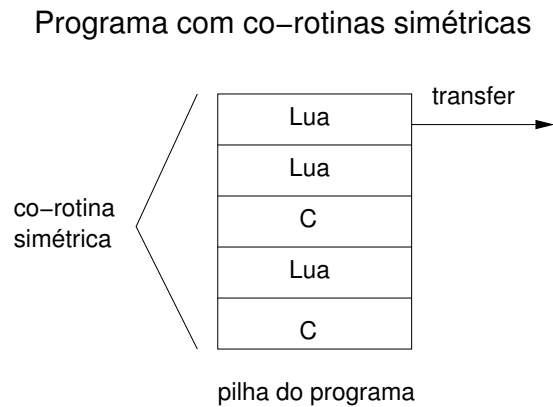 Programa com co−rotinas simétricas
transfer
Lua
Lua
co−rotina
simétrica
C
Lua
C
pilha do programa